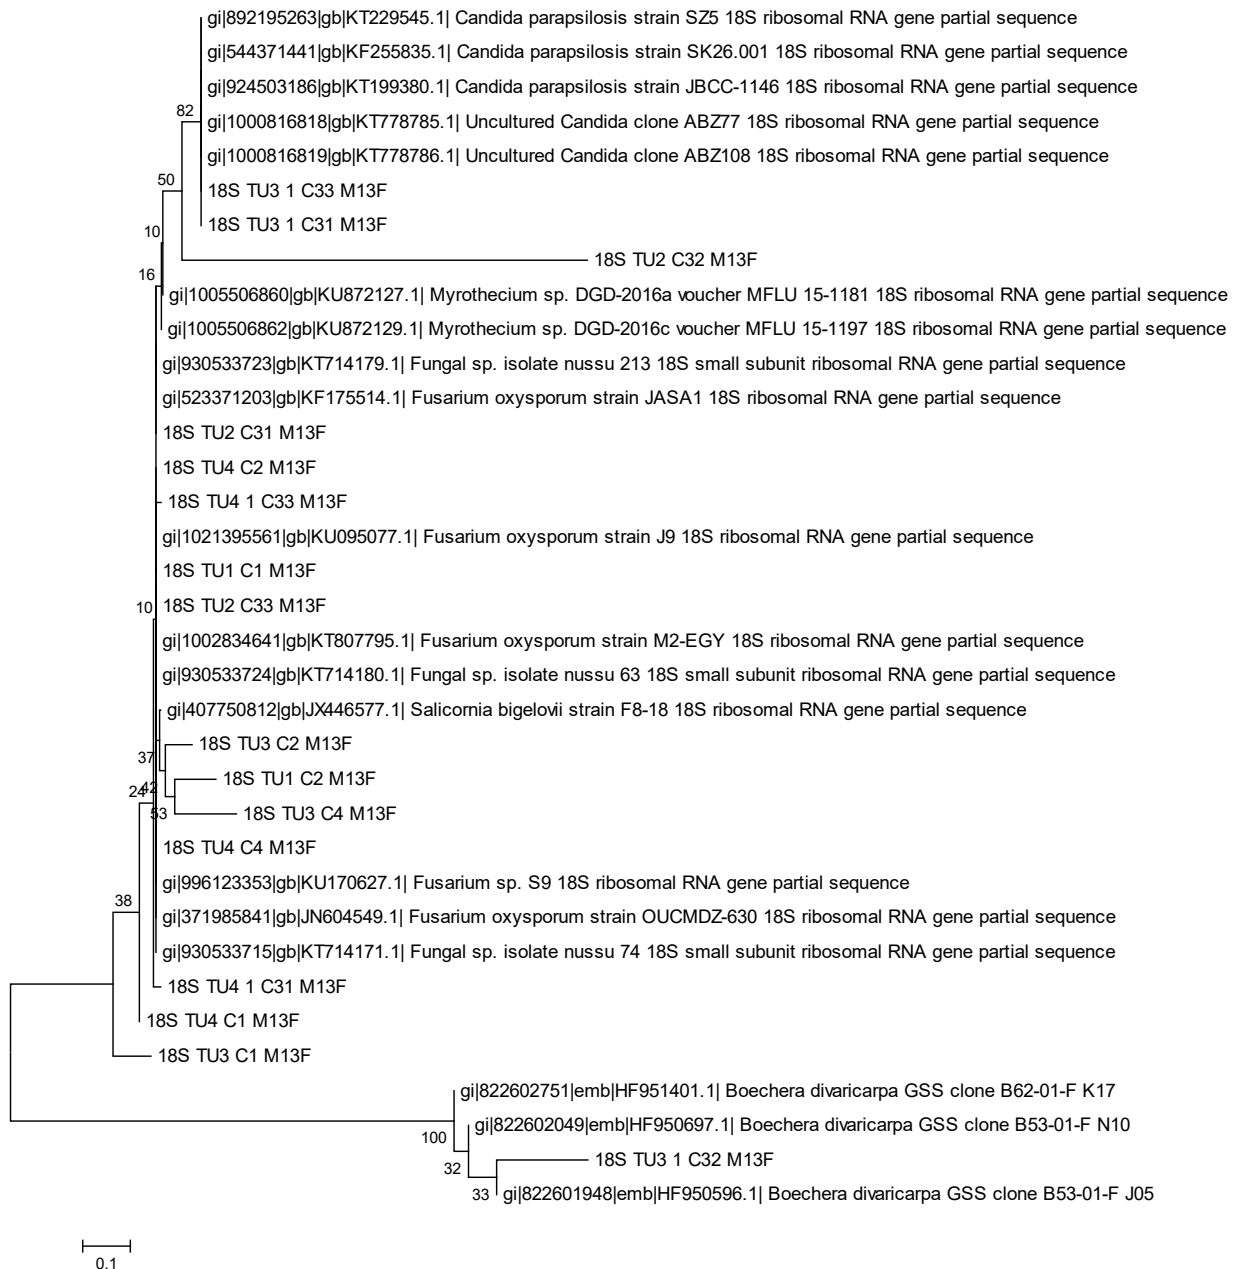 gi|892195263|gb|KT229545.1| Candida parapsilosis strain SZ5 18S ribosomal RNA gene partial sequence
gi|544371441|gb|KF255835.1| Candida parapsilosis strain SK26.001 18S ribosomal RNA gene partial sequence
gi|924503186|gb|KT199380.1| Candida parapsilosis strain JBCC-1146 18S ribosomal RNA gene partial sequence
82
gi|1000816818|gb|KT778785.1| Uncultured Candida clone ABZ77 18S ribosomal RNA gene partial sequence
gi|1000816819|gb|KT778786.1| Uncultured Candida clone ABZ108 18S ribosomal RNA gene partial sequence
50
18S TU3 1 C33 M13F
18S TU3 1 C31 M13F
10
18S TU2 C32 M13F
16
gi|1005506860|gb|KU872127.1| Myrothecium sp. DGD-2016a voucher MFLU 15-1181 18S ribosomal RNA gene partial sequence
gi|1005506862|gb|KU872129.1| Myrothecium sp. DGD-2016c voucher MFLU 15-1197 18S ribosomal RNA gene partial sequence
gi|930533723|gb|KT714179.1| Fungal sp. isolate nussu 213 18S small subunit ribosomal RNA gene partial sequence
gi|523371203|gb|KF175514.1| Fusarium oxysporum strain JASA1 18S ribosomal RNA gene partial sequence
18S TU2 C31 M13F
18S TU4 C2 M13F
18S TU4 1 C33 M13F
gi|1021395561|gb|KU095077.1| Fusarium oxysporum strain J9 18S ribosomal RNA gene partial sequence
18S TU1 C1 M13F
10
18S TU2 C33 M13F
gi|1002834641|gb|KT807795.1| Fusarium oxysporum strain M2-EGY 18S ribosomal RNA gene partial sequence
gi|930533724|gb|KT714180.1| Fungal sp. isolate nussu 63 18S small subunit ribosomal RNA gene partial sequence
gi|407750812|gb|JX446577.1| Salicornia bigelovii strain F8-18 18S ribosomal RNA gene partial sequence
18S TU3 C2 M13F
37
18S TU1 C2 M13F
42
24
53
18S TU3 C4 M13F
18S TU4 C4 M13F
gi|996123353|gb|KU170627.1| Fusarium sp. S9 18S ribosomal RNA gene partial sequence
38
gi|371985841|gb|JN604549.1| Fusarium oxysporum strain OUCMDZ-630 18S ribosomal RNA gene partial sequence
gi|930533715|gb|KT714171.1| Fungal sp. isolate nussu 74 18S small subunit ribosomal RNA gene partial sequence
18S TU4 1 C31 M13F
18S TU4 C1 M13F
18S TU3 C1 M13F
gi|822602751|emb|HF951401.1| Boechera divaricarpa GSS clone B62-01-F K17
gi|822602049|emb|HF950697.1| Boechera divaricarpa GSS clone B53-01-F N10
100
18S TU3 1 C32 M13F
32
33
gi|822601948|emb|HF950596.1| Boechera divaricarpa GSS clone B53-01-F J05
0.1